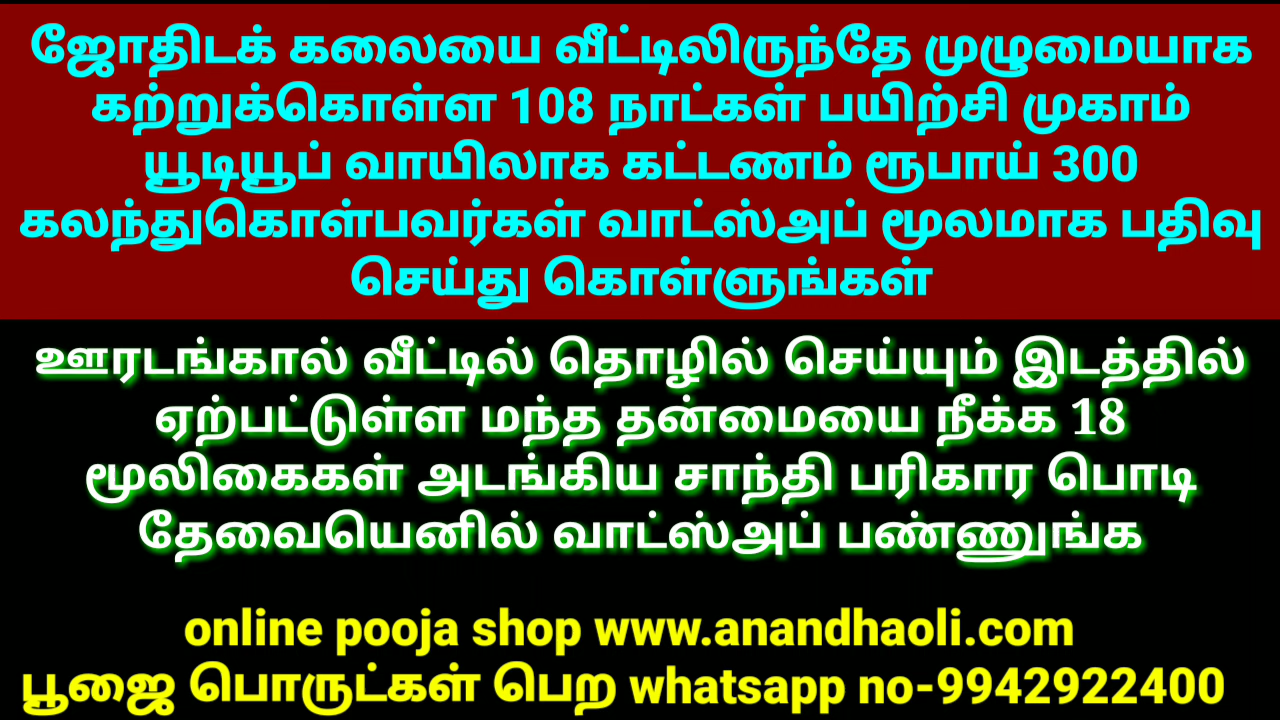 ஜோதிடக் கலையை வீட்டிலிருந்தே முழுமையாக
கற்றுக்கொள்ள 108 நாட்கள் பயிற்சி முகாம்
யூடியூப் வாயிலாக கட்டணம் ரூபாய் 300
கலந்துகொள்பவர்கள் வாட்ஸ்அப் மூலமாக பதிவு
செய்து கொள்ளுங்கள்
ஊரடங்கால் வீட்டில் தொழில் செய்யும் இடத்தில்
ஏற்பட்டுள்ள மந்த தன்மையை நீக்க 18
மூலிகைகள் அடங்கிய சாந்தி பரிகார பொடி
தேவையெனில் வாட்ஸ்அப் பண்ணுங்க
online pooja shop www.anandhaoli.com
பூஜை பொருட்கள் பெற whatsapp no-9942922400